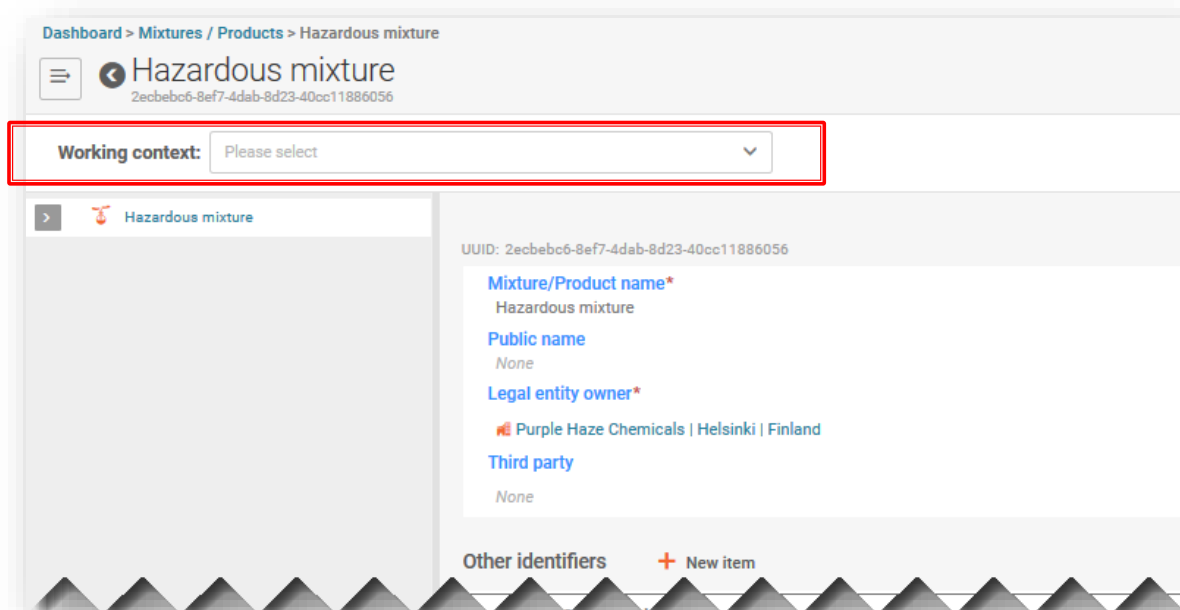 Dashboard > Mixtures / Products > Hazardous mixture
Hazardous mixture
2ecbebc6-8ef7-4dab-8d23-40cc11886056
Working context: Please select
Hazardous mixture
UUID: 2ecbebc6-8ef7-4dab-8d23-40cc11886056
Mixture/Product name*
Hazardous mixture
Public name
None
Legal entity owner*
Purple Haze Chemicals | Helsinki | Finland
Third party
None
Other identifiers + New item